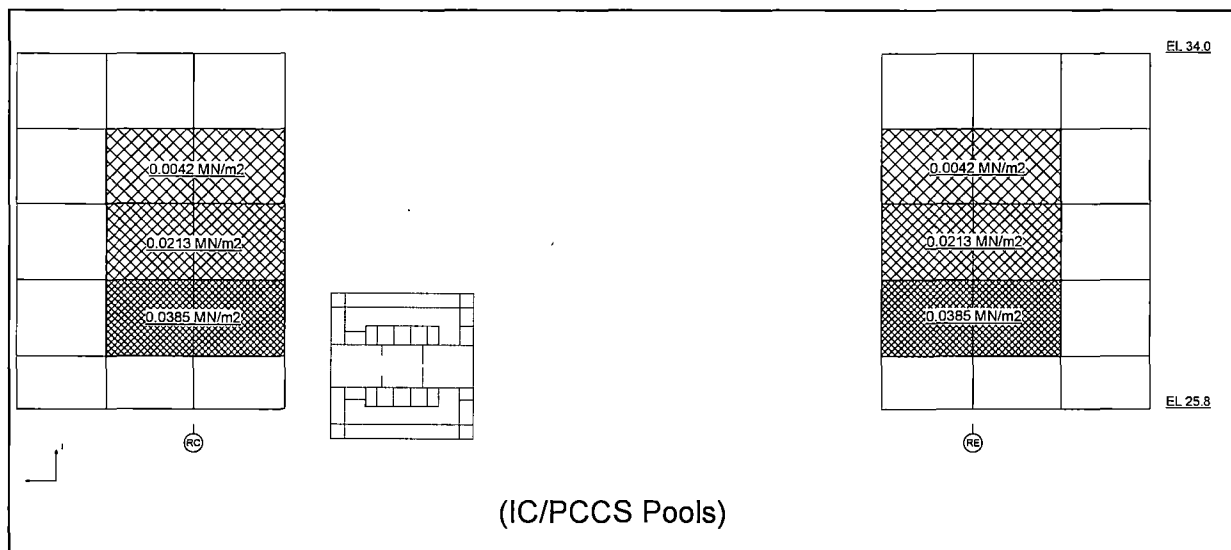 EL 34.0
0.0042 MN/m2
0.0042 MN/m2
0.0213 MN/m2
0.0213 MN/m2
0.0385 MN/m2
0.0385 MN/m2
EL 25.8
RC
RE
(IC/PCCS Pools)